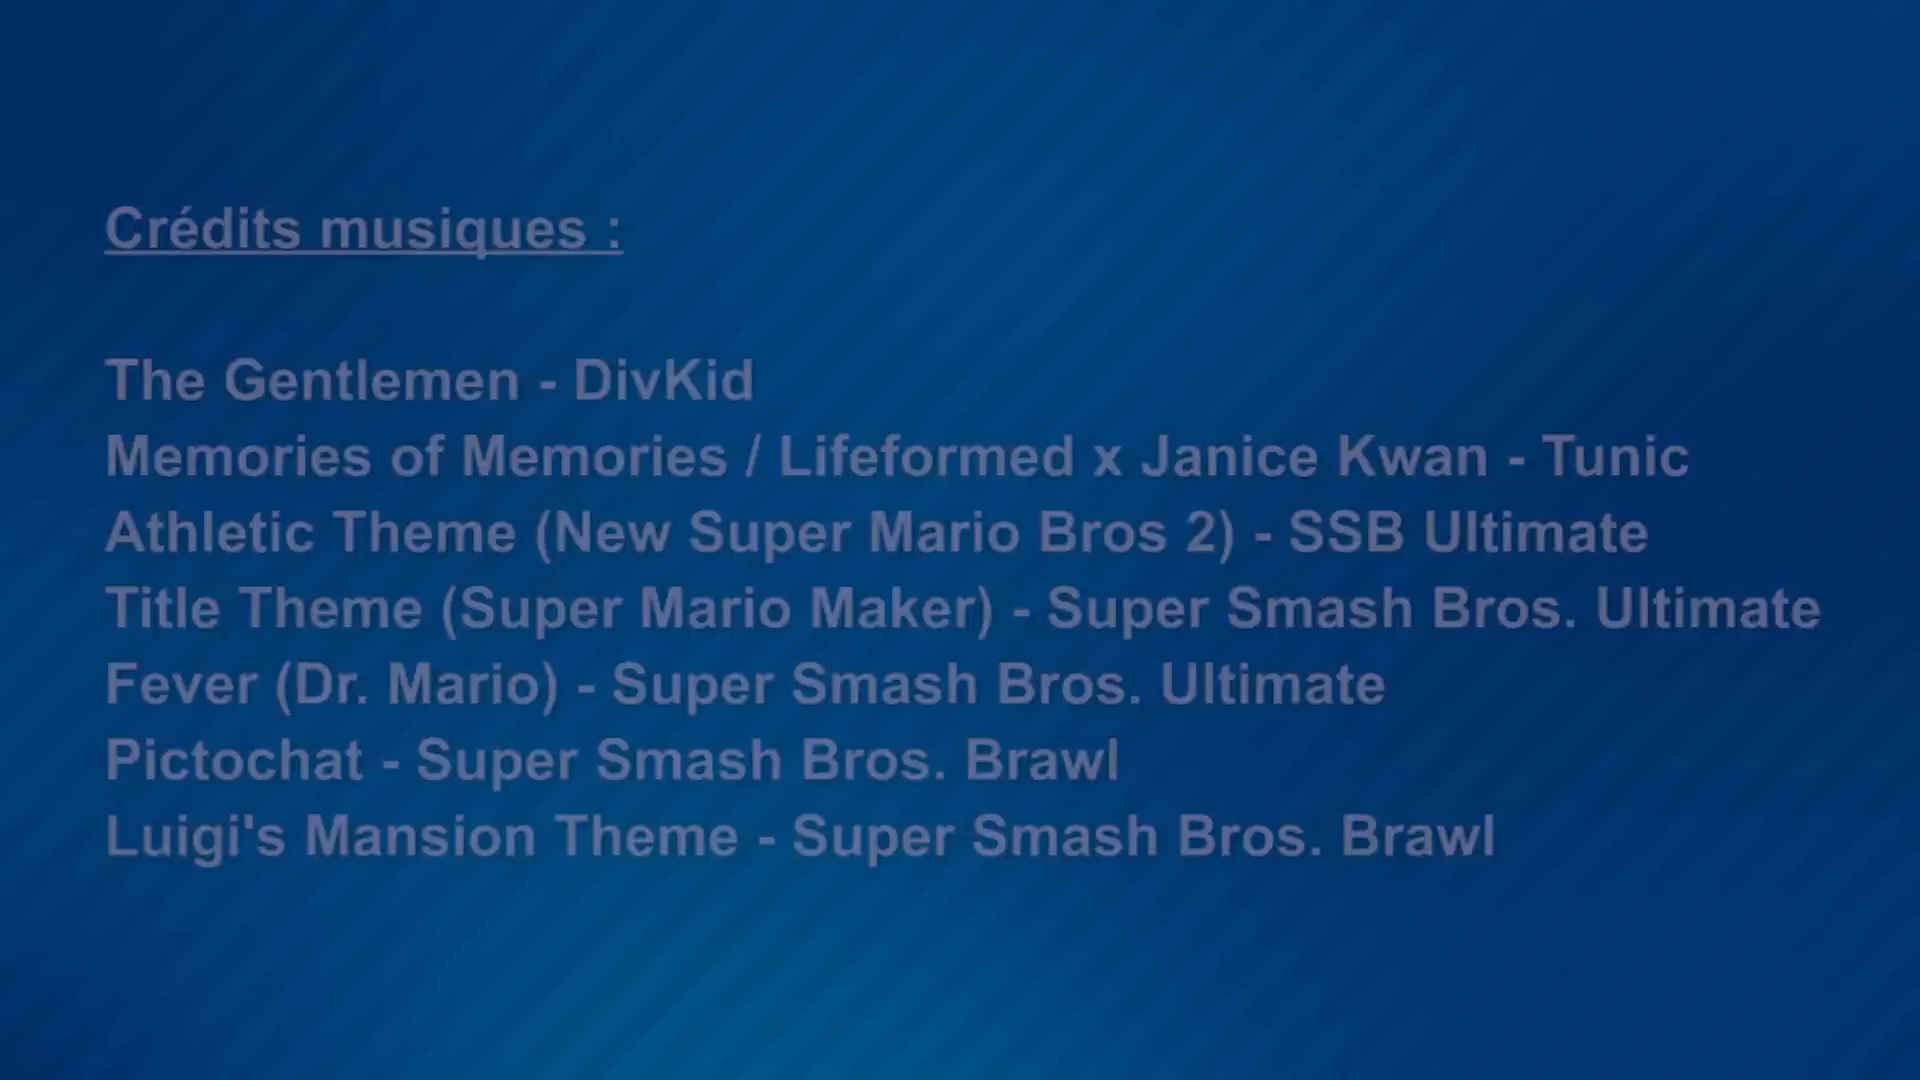 Crédits musiques :
The Gentlemen - DivKid
Memories of Memories / Lifeformed x Janice Kwan - Tunic
Athletic Theme (New Super Mario Bros 2) - SSB Ultimate
Title Theme (Super Mario Maker) - Super Smash Bros. Ultimate
Fever (Dr. Mario) - Super Smash Bros. Ultimate
Pictochat - Super Smash Bros. Brawl
Luigi's Mansion Theme - Super Smash Bros. Brawl